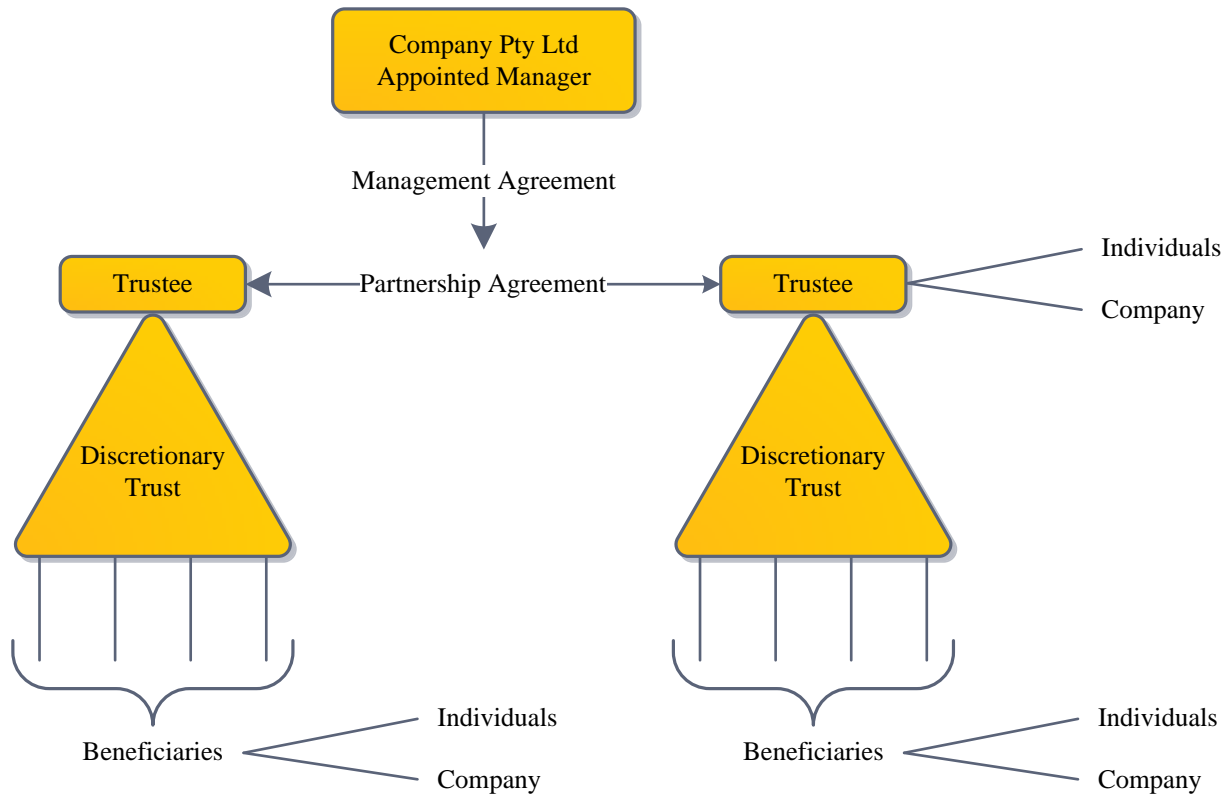 Company Pty Ltd
Appointed Manager
Management Agreement
Trustee
Partnership Agreement
Trustee
Individuals
Company
Discretionary
Trust
Discretionary
Trust
Beneficiaries
Individuals
Company
Beneficiaries
Individuals
Company